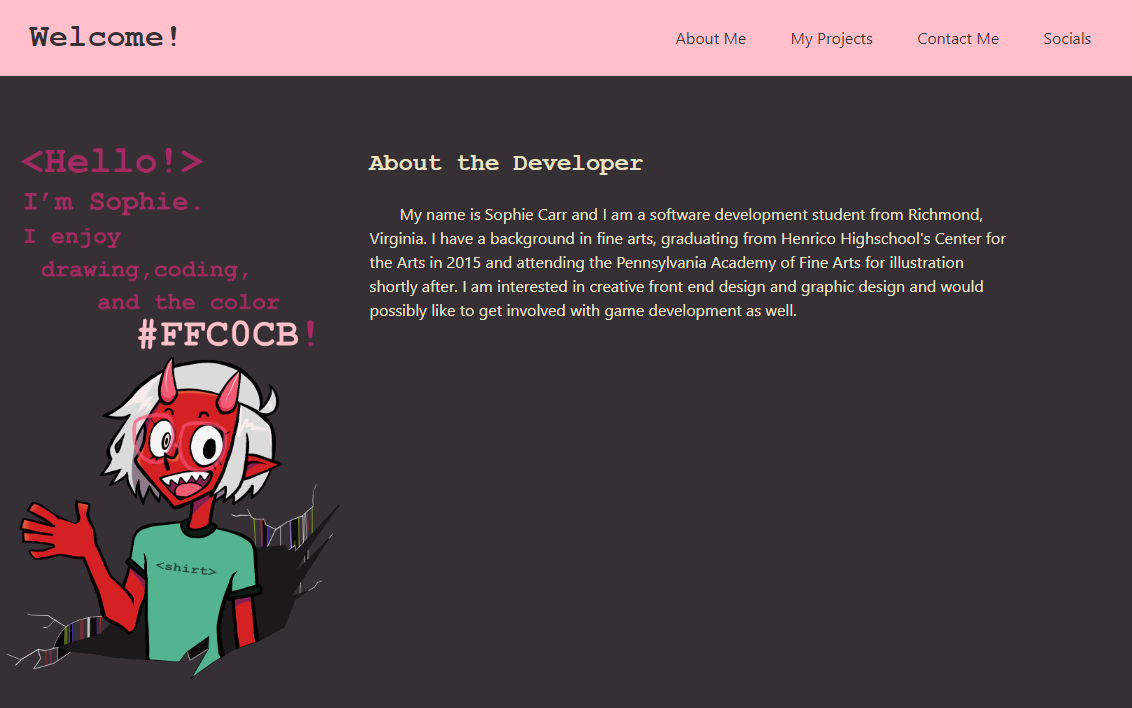 Welcome!
About Me
My Projects
Contact Me
Socials
<Hello!>
I’m Sophie.
I enjoy
drawing,coding,
and the color
#FFC0CB!
<shirt>
About the Developer
My name is Sophie Carr and I am a software development student from Richmond,
Virginia. I have a background in fine arts, graduating from Henrico Highschool's Center for
the Arts in 2015 and attending the Pennsylvania Academy of Fine Arts for illustration
shortly after. I am interested in creative front end design and graphic design and would
possibly like to get involved with game development as well.